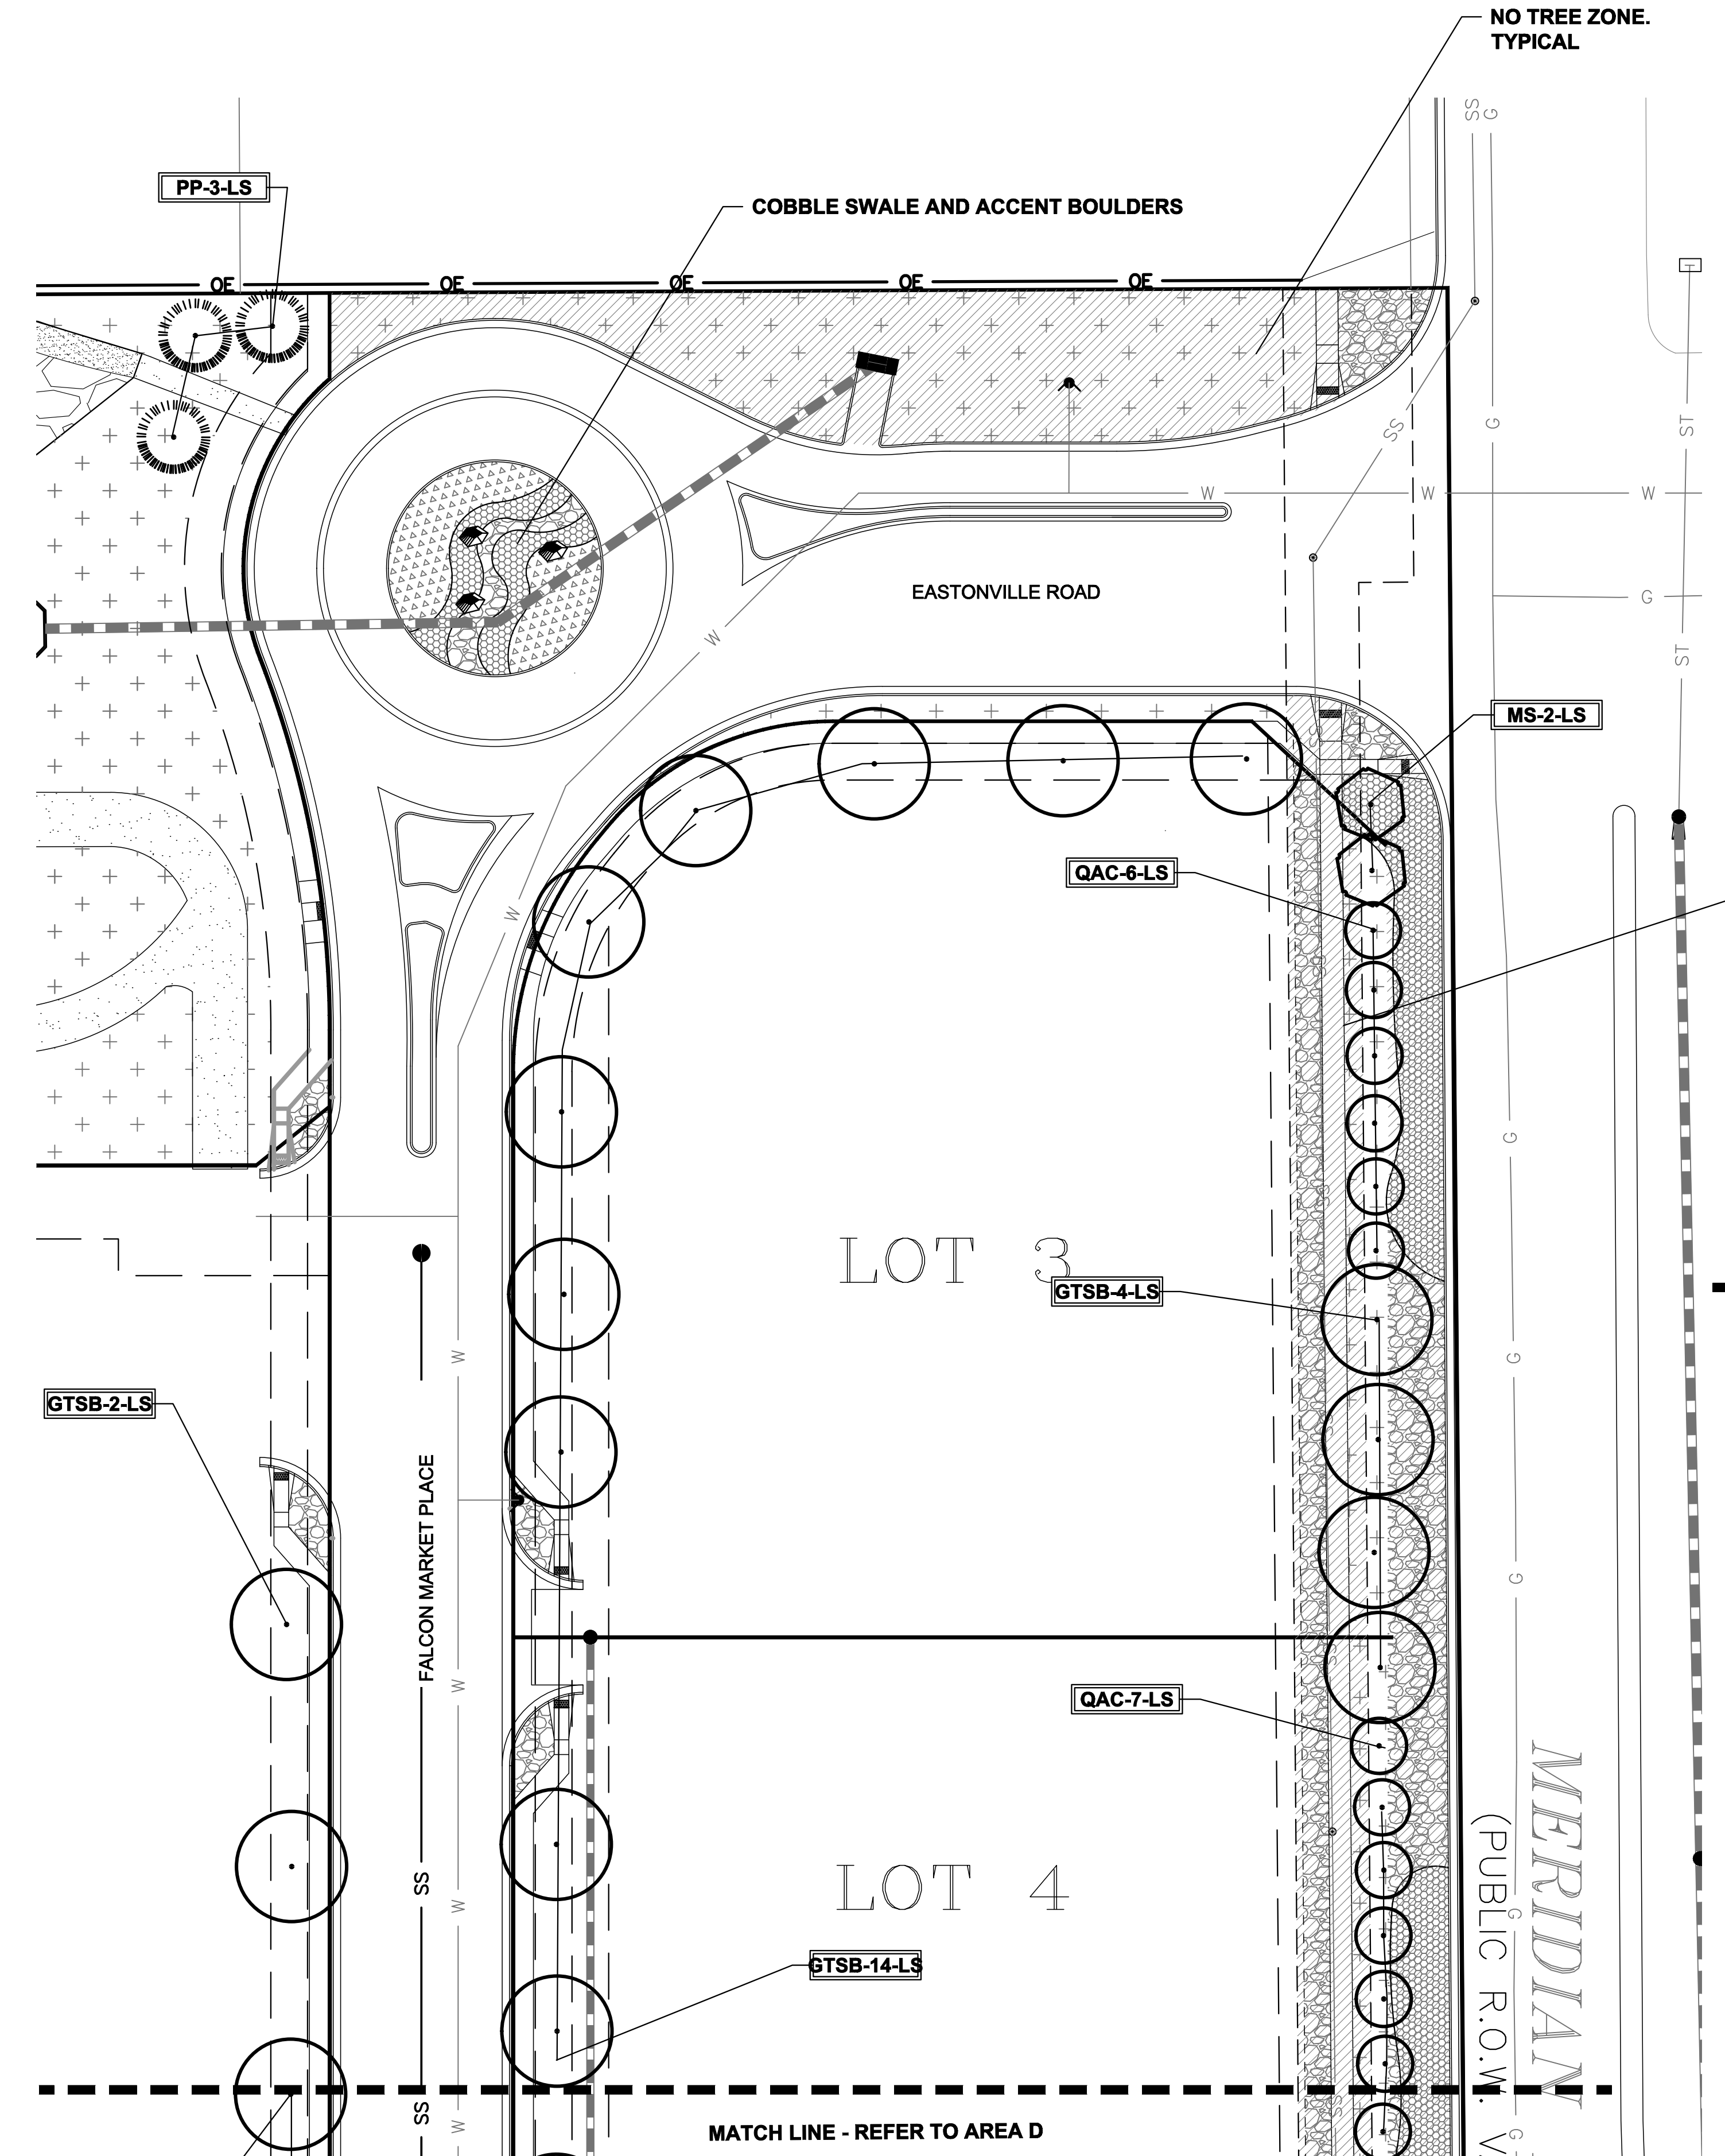 NO TREE ZONE.
TYPICAL
SS
G
PP-3-LS
COBBLE SWALE AND ACCENT BOULDERS
OE
OE
OE
OE
OE
T
SS
G
ST
W
W
W
EASTONVILLE ROAD
G
W
ST
MS-2-LS
QAC-6-LS
W
G
LOT 3
GTSB-4-LS
W
G
GTSB-2-LS
FALCON MARKET PLACE
G
W
QAC-7-LS
MERIDIAN
(PUBLIC R.O.W.
SS
W
LOT 4
G
GTSB-14-LS
SS
W
SS
G
MATCH LINE - REFER TO AREA D